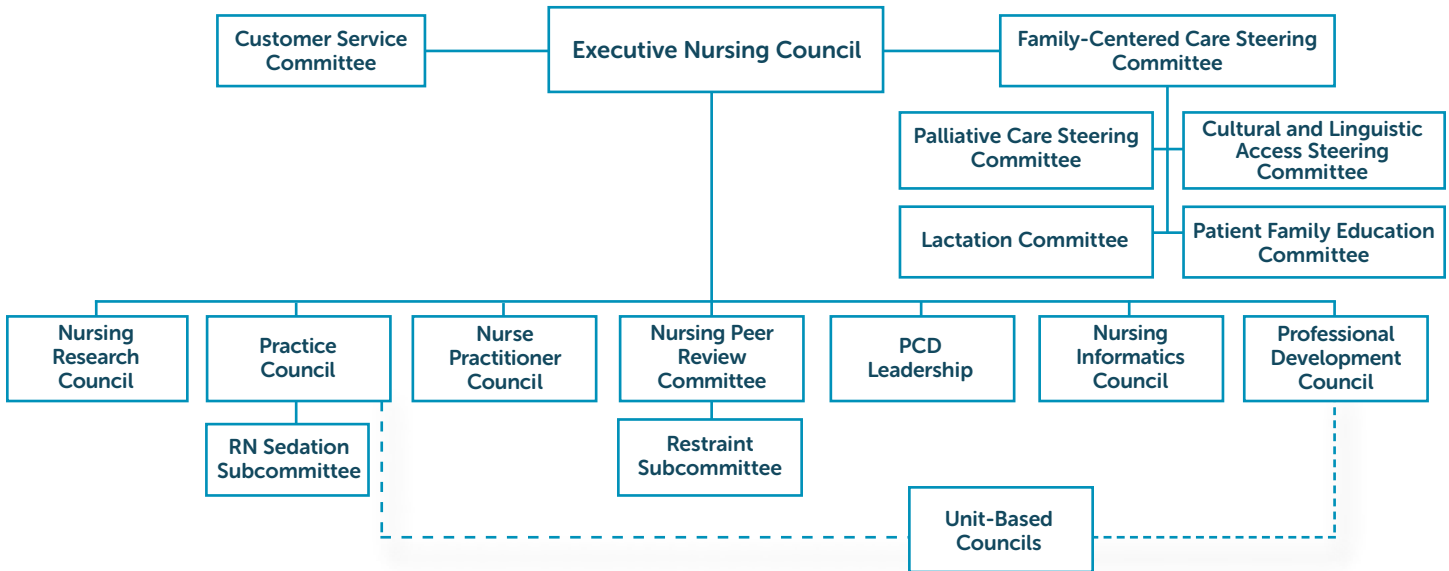 Customer Service
Committee
Executive Nursing Council
Family-Centered Care Steering
Committee
Palliative Care Steering
Committee
Cultural and Linguistic
Access Steering
Committee
Lactation Committee
Patient Family Education
Committee
Nursing
Research
Council
Practice
Council
Nurse
Practitioner
Council
Nursing Peer
Review
Committee
PCD
Leadership
Nursing
Informatics
Council
Professional
Development
Council
RN Sedation
Subcommittee
Restraint
Subcommittee
Unit-Based
Councils